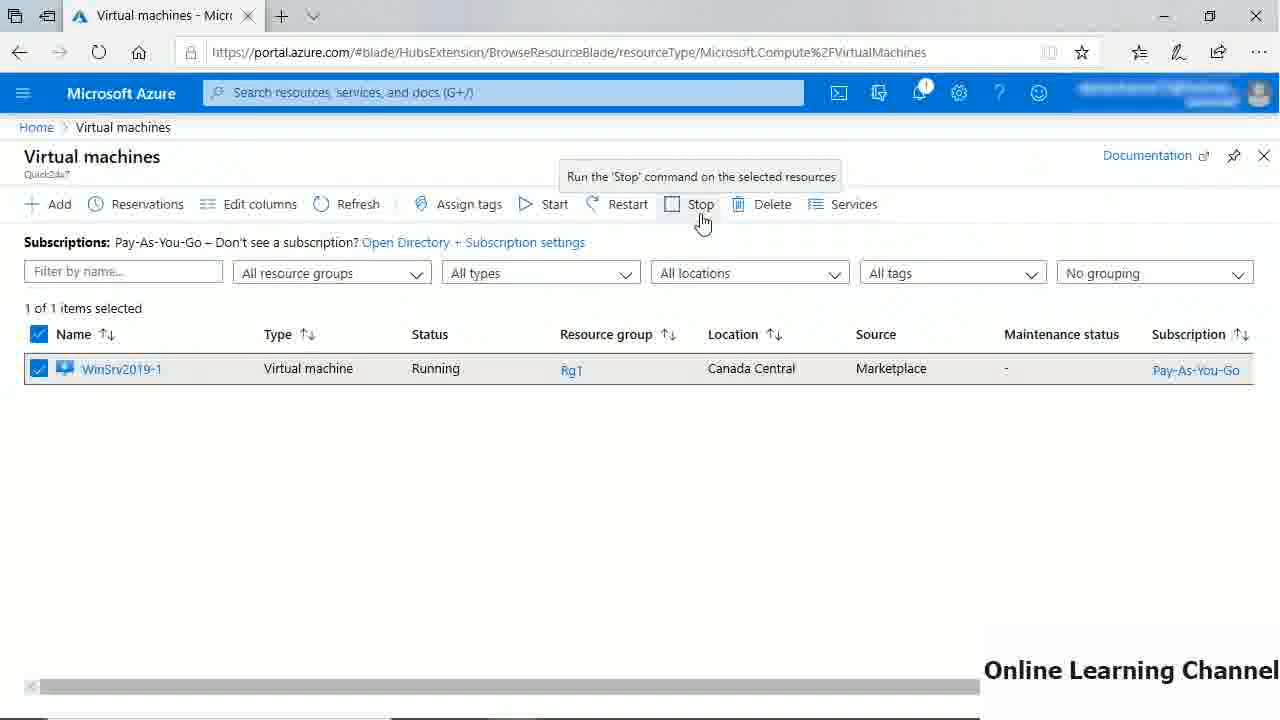 Virtual machines - Micr
https://portal.azure.com/#blade/HubsExtension/BrowseResourceBlade/resourceType/Microsoft.Compute%2FVirtualMachines
Microsoft Azure
Search resources, services, and docs (G+/)
Home > Virtual machines
Virtual machines
Documentation
Run the 'Stop' command on the selected resources
Add Reservations Edit columns Refresh Assign tags Start Restart Stop Delete Services
Subscriptions: Pay-As-You-Go – Don't see a subscription? Open Directory + Subscription settings
Filter by name... All resource groups All types All locations All tags No grouping
1 of 1 items selected
Name Type Status Resource group Location Source Maintenance status Subscription
WinSrv2019-1 Virtual machine Running Rg1 Canada Central Marketplace - Pay-As-You-Go
Online Learning Channel